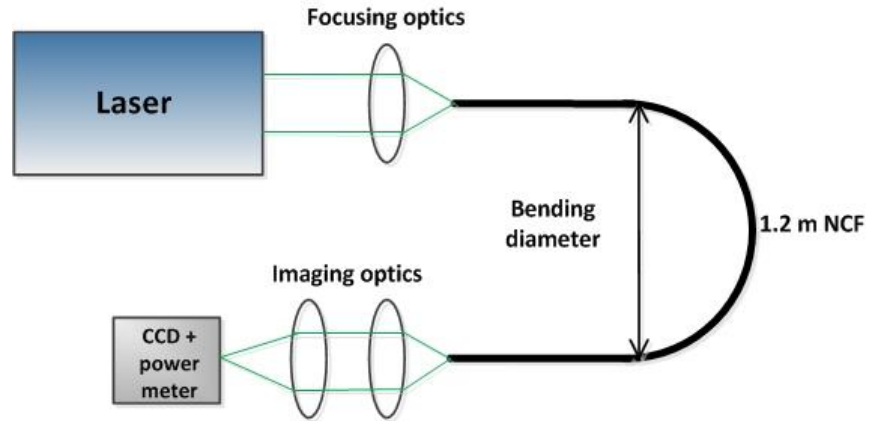 Focusing optics
Laser
Bending
diameter
1.2 m NCF
Imaging optics
CCD +
power
meter